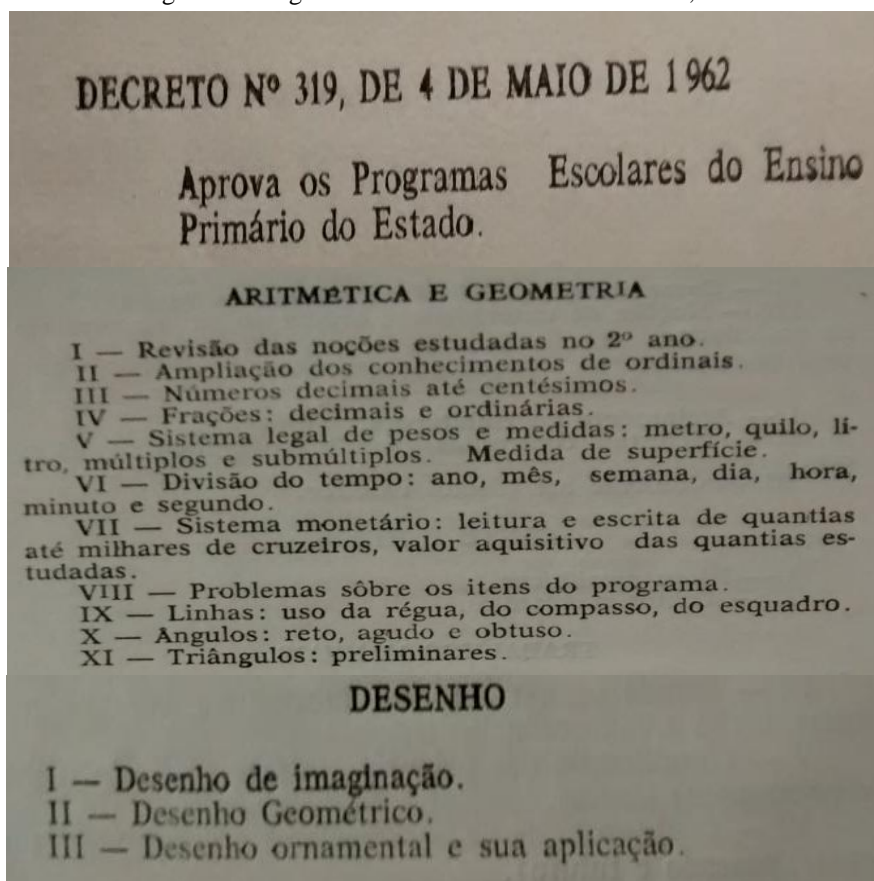 DECRETO Nº 319, DE 4 DE MAIO DE 1962
Aprova os Programas Escolares do Ensino
Primário do Estado.
ARITMÉTICA E GEOMETRIA
I — Revisão das noções estudadas no 2º ano.
II — Ampliação dos conhecimentos de ordinais.
III — Números decimais até centésimos.
IV — Frações: decimais e ordinárias.
V — Sistema legal de pesos e medidas: metro, quilo, li-
tro, múltiplos e submúltiplos. Medida de superfície.
VI — Divisão do tempo: ano, mês, semana, dia, hora,
minuto e segundo.
VII — Sistema monetário: leitura e escrita de quantias
até milhares de cruzeiros, valor aquisitivo das quantias es-
tudadas.
VIII — Problemas sôbre os itens do programa.
IX — Linhas: uso da régua, do compasso, do esquadro.
X — Angulos: reto, agudo e obtuso.
XI — Triângulos: preliminares.
DESENHO
I — Desenho de imaginação.
II — Desenho Geométrico.
III — Desenho ornamental e sua aplicação.